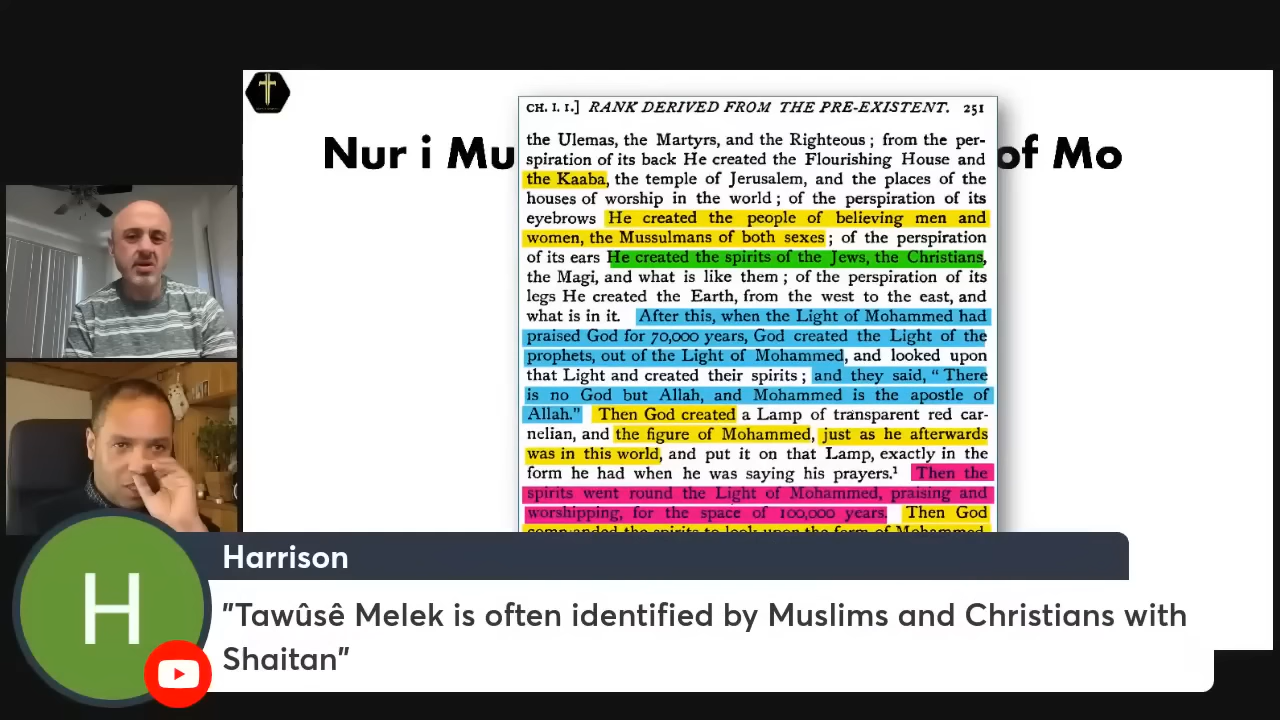 CH. I. 1.] RANK DERIVED FROM THE PRE-EXISTENT. 251
Nur i Mu
of Mo
the Ulemas, the Martyrs, and the Righteous ; from the per-
spiration of its back He created the Flourishing House and
the Kaaba, the temple of Jerusalem, and the places of the
houses of worship in the world ; of the perspiration of its
eyebrows He created the people of believing men and
women, the Mussulmans of both sexes ; of the perspiration
of its ears He created the spirits of the Jews, the Christians,
the Magi, and what is like them ; of the perspiration of its
legs He created the Earth, from the west to the east, and
what is in it. After this, when the Light of Mohammed had
praised God for 70,000 years, God created the Light of the
prophets, out of the Light of Mohammed, and looked upon
that Light and created their spirits ; and they said, "There
is no God but Allah, and Mohammed is the apostle of
Allah." Then God created a Lamp of transparent red car-
nelian, and the figure of Mohammed, just as he afterwards
was in this world, and put it on that Lamp, exactly in the
form he had when he was saying his prayers.¹ Then the
spirits went round the Light of Mohammed, praising and
worshipping, for the space of 100,000 years. Then God
commanded the spirits to look upon the form of Mohammed,
H
Harrison
"Tawûsê Melek is often identified by Muslims and Christians with
Shaitan"